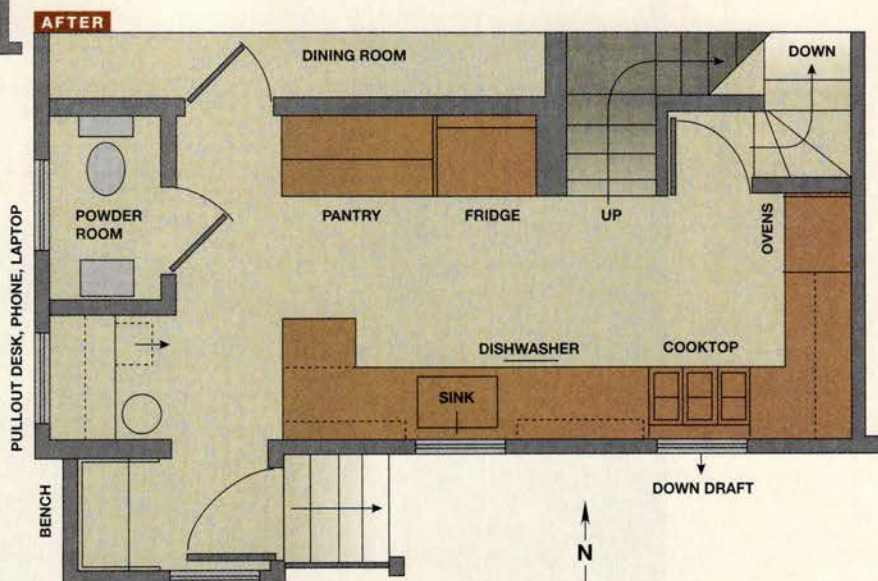 AFTER
DINING ROOM
DOWN
PULLOUT DESK, PHONE, LAPTOP
POWDER
ROOM
PANTRY
FRIDGE
UP
OVENS
DISHWASHER
COOKTOP
SINK
BENCH
DOWN DRAFT
N